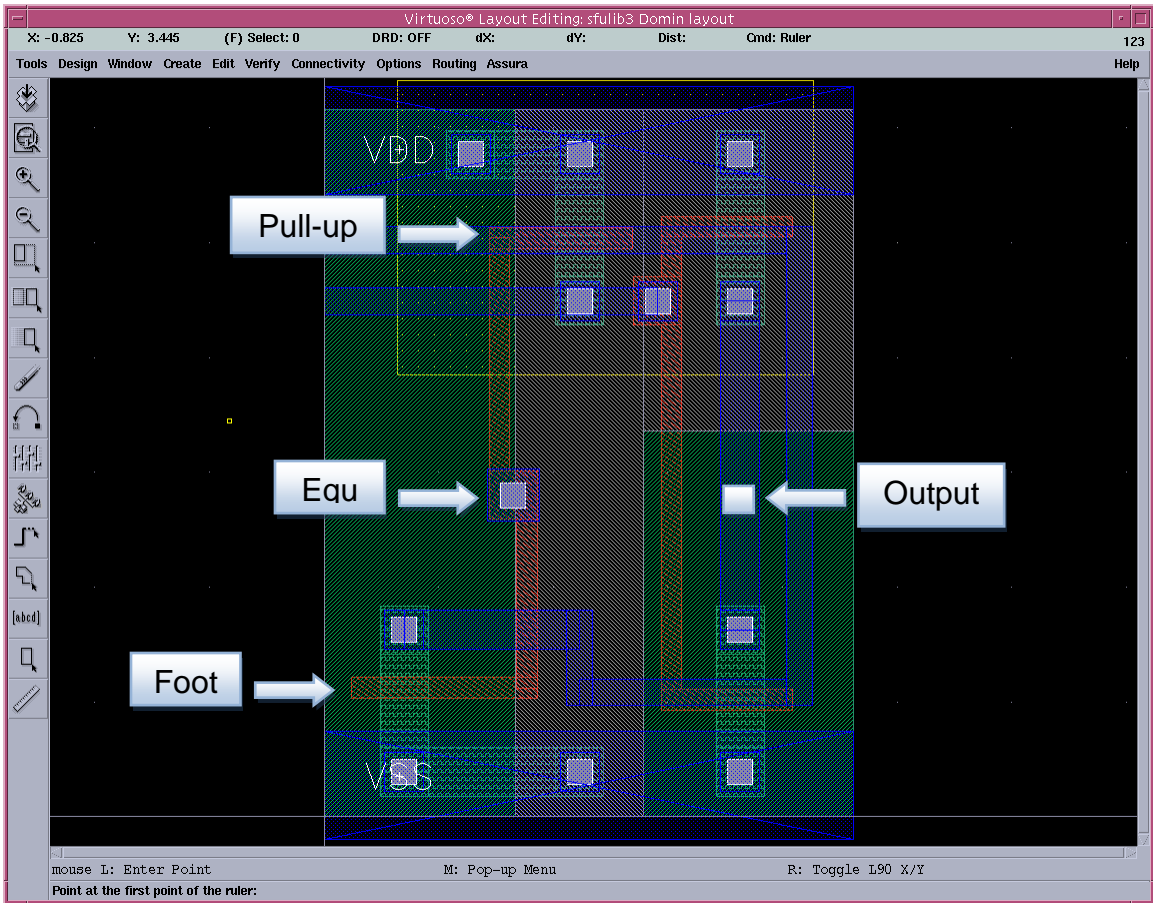 Virtuoso® Layout Editing: sfulib3 Domin layout
X: -0.825 Y: 3.445 (F) Select: 0 DRD: OFF dX: dY: Dist: Cmd: Ruler 123
Tools Design Window Create Edit Verify Connectivity Options Routing Assura Help
VDD
Pull-up
Equ
Output
[abcd]
Foot
VSS
mouse L: Enter Point M: Pop-up Menu R: Toggle L90 X/Y
Point at the first point of the ruler: